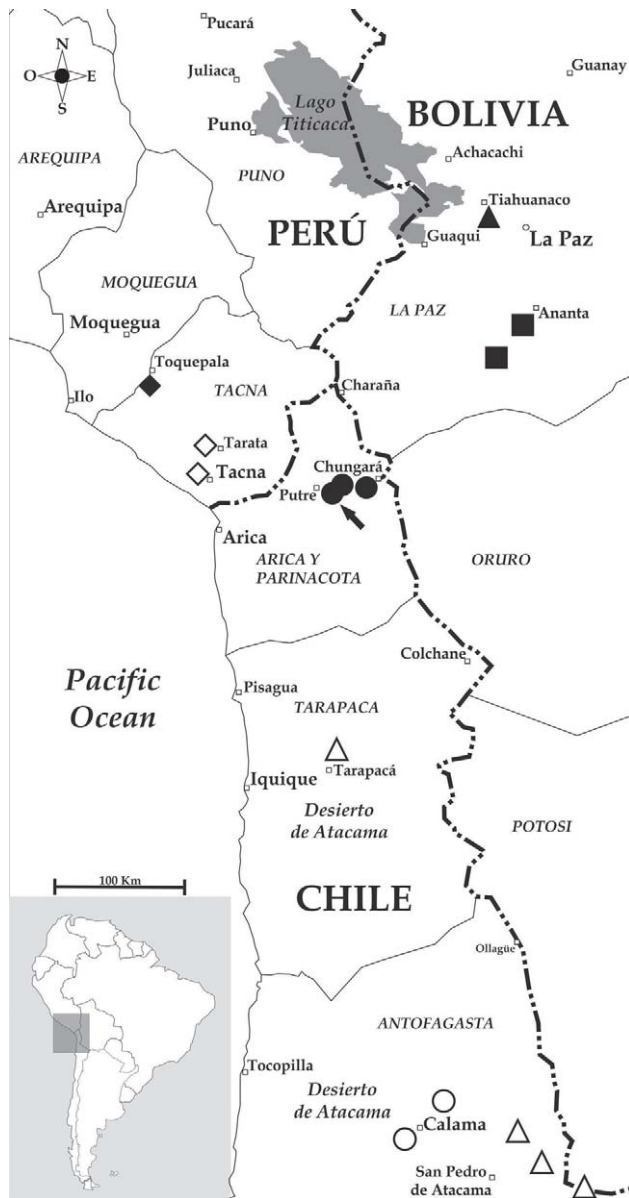 Pucará
N
O
E
S
Juliaca
Guanay
Lago
Titicaca
BOLIVIA
Puno
Achacachi
AREQUIPA
PUNO
Tiahuanaco
Arequipa
PERÚ
Guaqui
La Paz
MOQUEGUA
LA PAZ
Ananta
Moquegua
Toquepala
TACNA
Charaña
Ilo
Tarata
Chungará
Tacna
Putre
Arica
ARICA Y
PARINACOTA
ORURO
Colchane
Pacific
Ocean
Pisagua
TARAPACA
Tarapacá
Iquique
Desierto
de Atacama
POTOSI
100 Km
CHILE
Ollagüe
ANTOFAGASTA
Tocopilla
Desierto
de Atacama
Calama
San Pedro
de Atacama